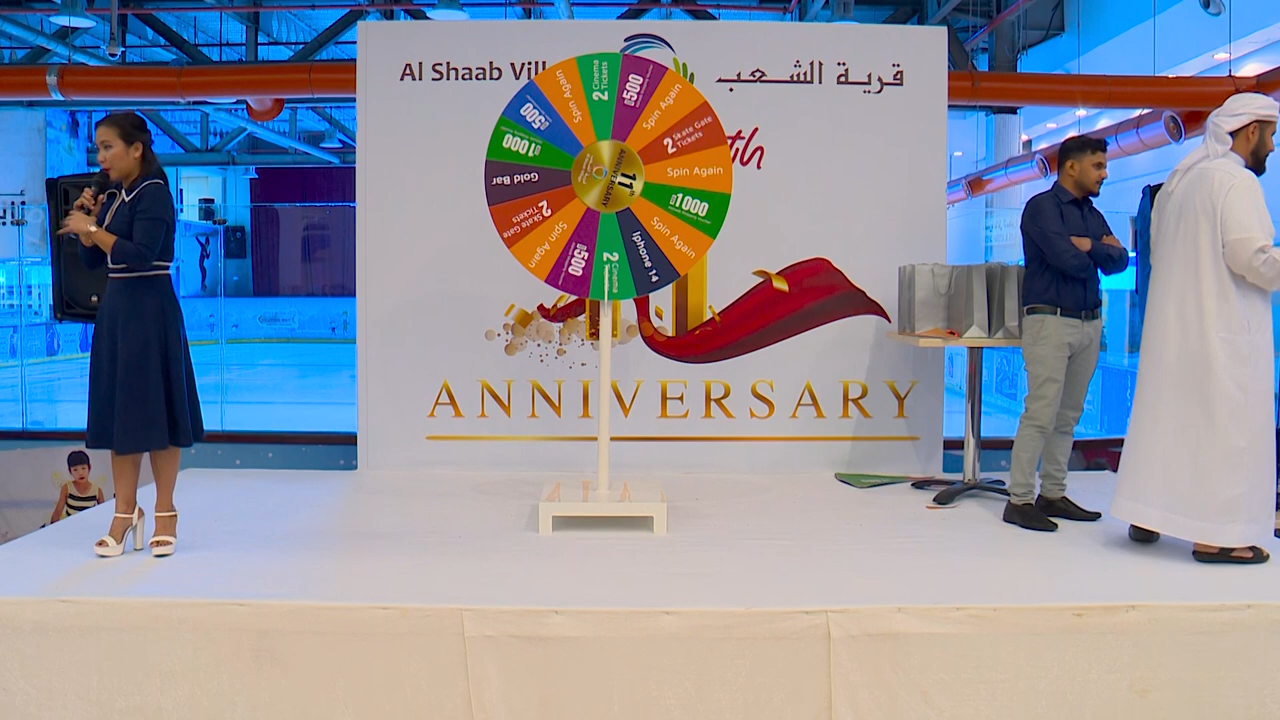 Al Shaab Vill
قرية الشعب
th
ANNIVERSARY
2 Cinema Tickets
500
Spin Again
2 Skate Gate Tickets
Spin Again
1000
Spin Again
Iphone 14
2 Cinema
500
Spin Again
2 Skate Gate Tickets
Gold Bar
1000
500
Spin Again
11th
ANNIVERSARY